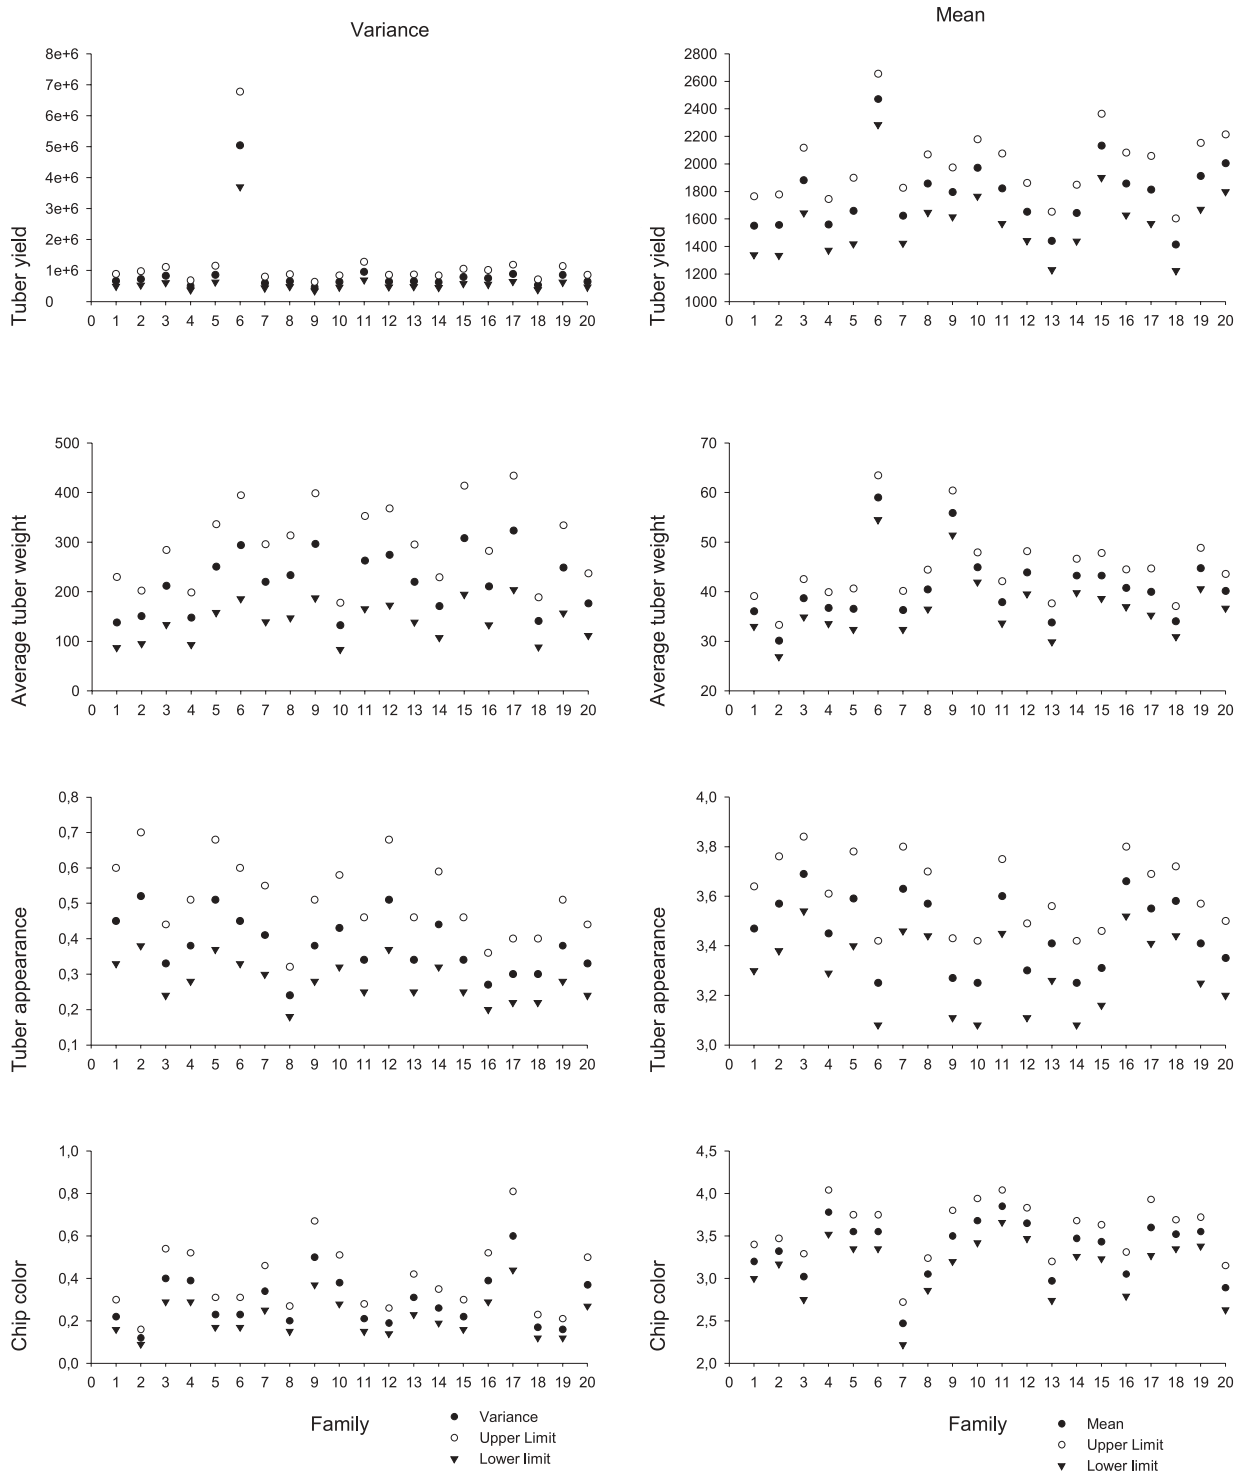 Variance
Mean
8e+6
7e+6
6e+6
5e+6
4e+6
3e+6
2e+6
1e+6
0
Tuber yield
0 1 2 3 4 5 6 7 8 9 10 11 12 13 14 15 16 17 18 19 20
2800
2600
2400
2200
2000
1800
1600
1400
1200
1000
Tuber yield
0 1 2 3 4 5 6 7 8 9 10 11 12 13 14 15 16 17 18 19 20
500
400
300
200
100
0
Average tuber weight
0 1 2 3 4 5 6 7 8 9 10 11 12 13 14 15 16 17 18 19 20
70
60
50
40
30
20
Average tuber weight
0 1 2 3 4 5 6 7 8 9 10 11 12 13 14 15 16 17 18 19 20
0,8
0,7
0,6
0,5
0,4
0,3
0,2
0,1
Tuber appearance
0 1 2 3 4 5 6 7 8 9 10 11 12 13 14 15 16 17 18 19 20
4,0
3,8
3,6
3,4
3,2
3,0
Tuber appearance
0 1 2 3 4 5 6 7 8 9 10 11 12 13 14 15 16 17 18 19 20
1,0
0,8
0,6
0,4
0,2
0,0
Chip color
0 1 2 3 4 5 6 7 8 9 10 11 12 13 14 15 16 17 18 19 20
4,5
4,0
3,5
3,0
2,5
2,0
Chip color
0 1 2 3 4 5 6 7 8 9 10 11 12 13 14 15 16 17 18 19 20
Family
Variance
Upper Limit
Lower limit
Family
Mean
Upper Limit
Lower limit